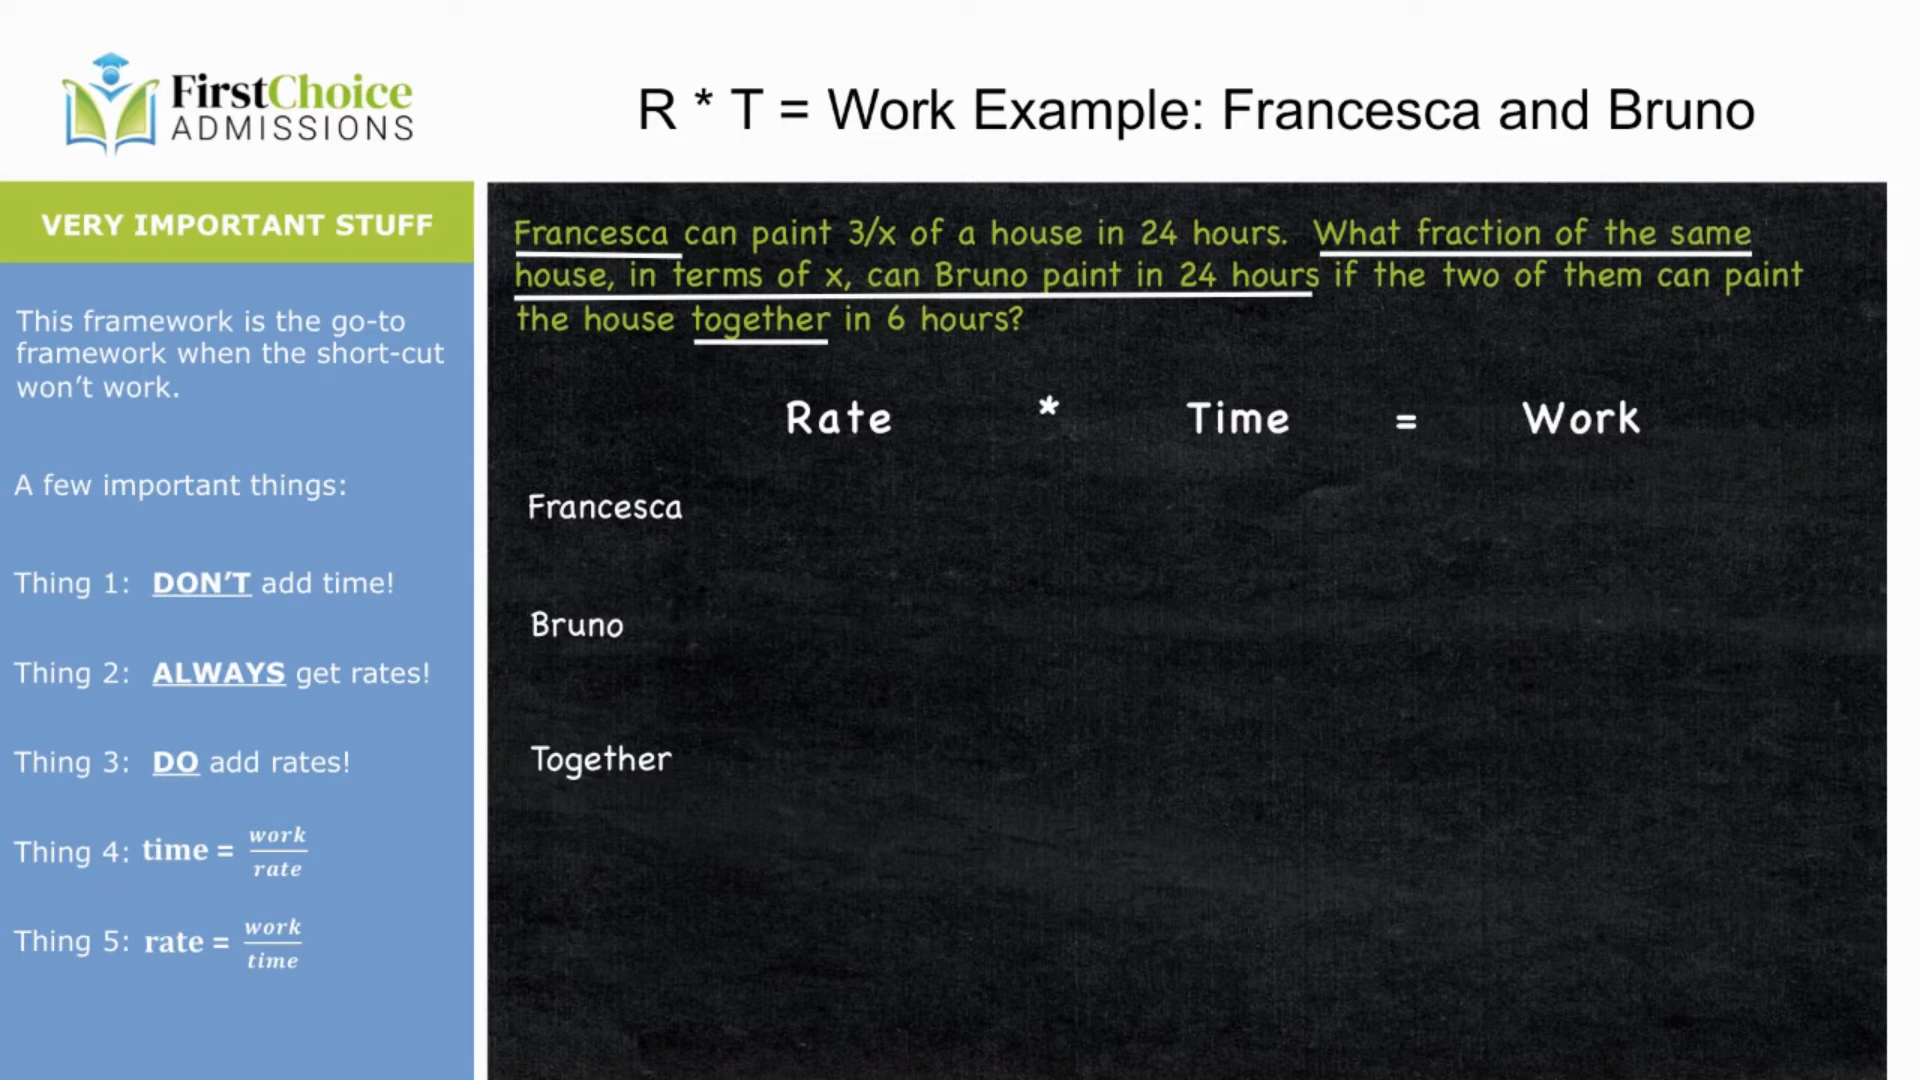 FirstChoice
ADMISSIONS
R * T = Work Example: Francesca and Bruno
VERY IMPORTANT STUFF
This framework is the go-to
framework when the short-cut
won’t work.
A few important things:
Thing 1: DON’T add time!
Thing 2: ALWAYS get rates!
Thing 3: DO add rates!
Thing 4: time = work/rate
Thing 5: rate = work/time
Francesca can paint 3/x of a house in 24 hours. What fraction of the same
house, in terms of x, can Bruno paint in 24 hours if the two of them can paint
the house together in 6 hours?
Rate * Time = Work
Francesca
Bruno
Together